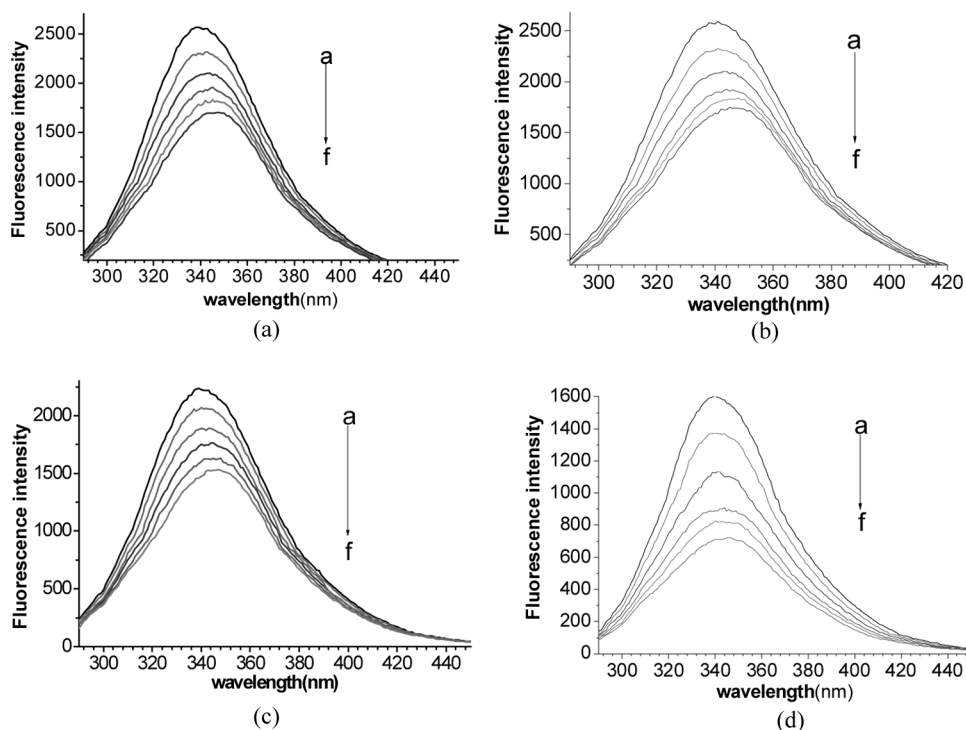 Fluorescence intensity
2500
2000
1500
1000
500
a
f
300 320 340 360 380 400 420 440
wavelength(nm)
(a)
Fluorescence intensity
2500
2000
1500
1000
500
a
f
300 320 340 360 380 400 420
wavelength(nm)
(b)
Fluorescence intensity
2000
1500
1000
500
0
a
f
300 320 340 360 380 400 420 440
wavelength(nm)
(c)
Fluorescence intensity
1600
1400
1200
1000
800
600
400
200
0
a
f
300 320 340 360 380 400 420 440
wavelength(nm)
(d)